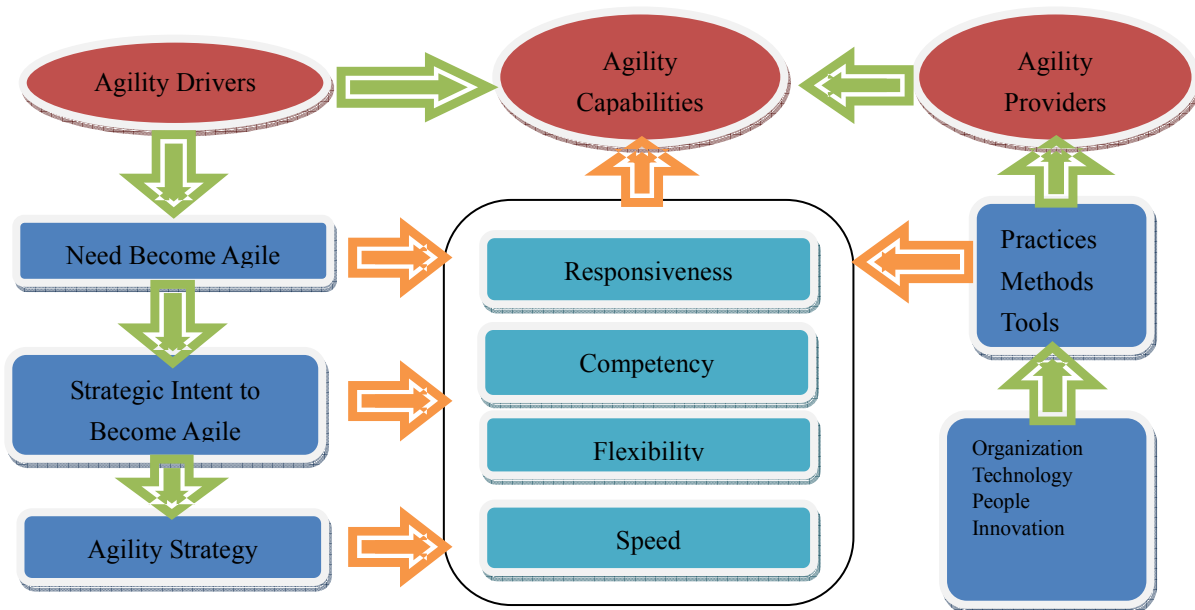 Agility Drivers
Agility
Capabilities
Agility
Providers
Need Become Agile
Strategic Intent to
Become Agile
Agility Strategy
Responsiveness
Competency
Flexibility
Speed
Practices
Methods
Tools
Organization
Technology
People
Innovation